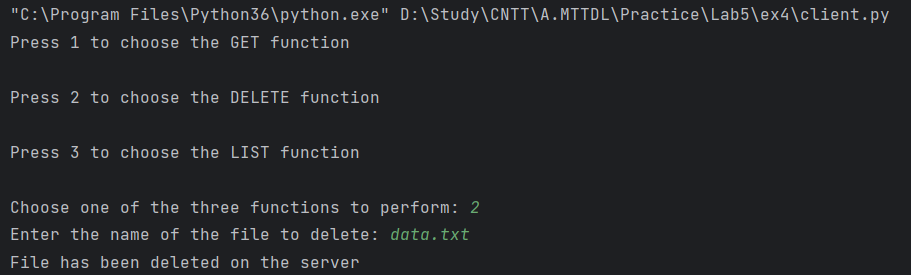 "C:\Program Files\Python36\python.exe" D:\Study\CNTT\A.MTTDL\Practice\Lab5\ex4\client.py
Press 1 to choose the GET function
Press 2 to choose the DELETE function
Press 3 to choose the LIST function
Choose one of the three functions to perform: 2
Enter the name of the file to delete: data.txt
File has been deleted on the server